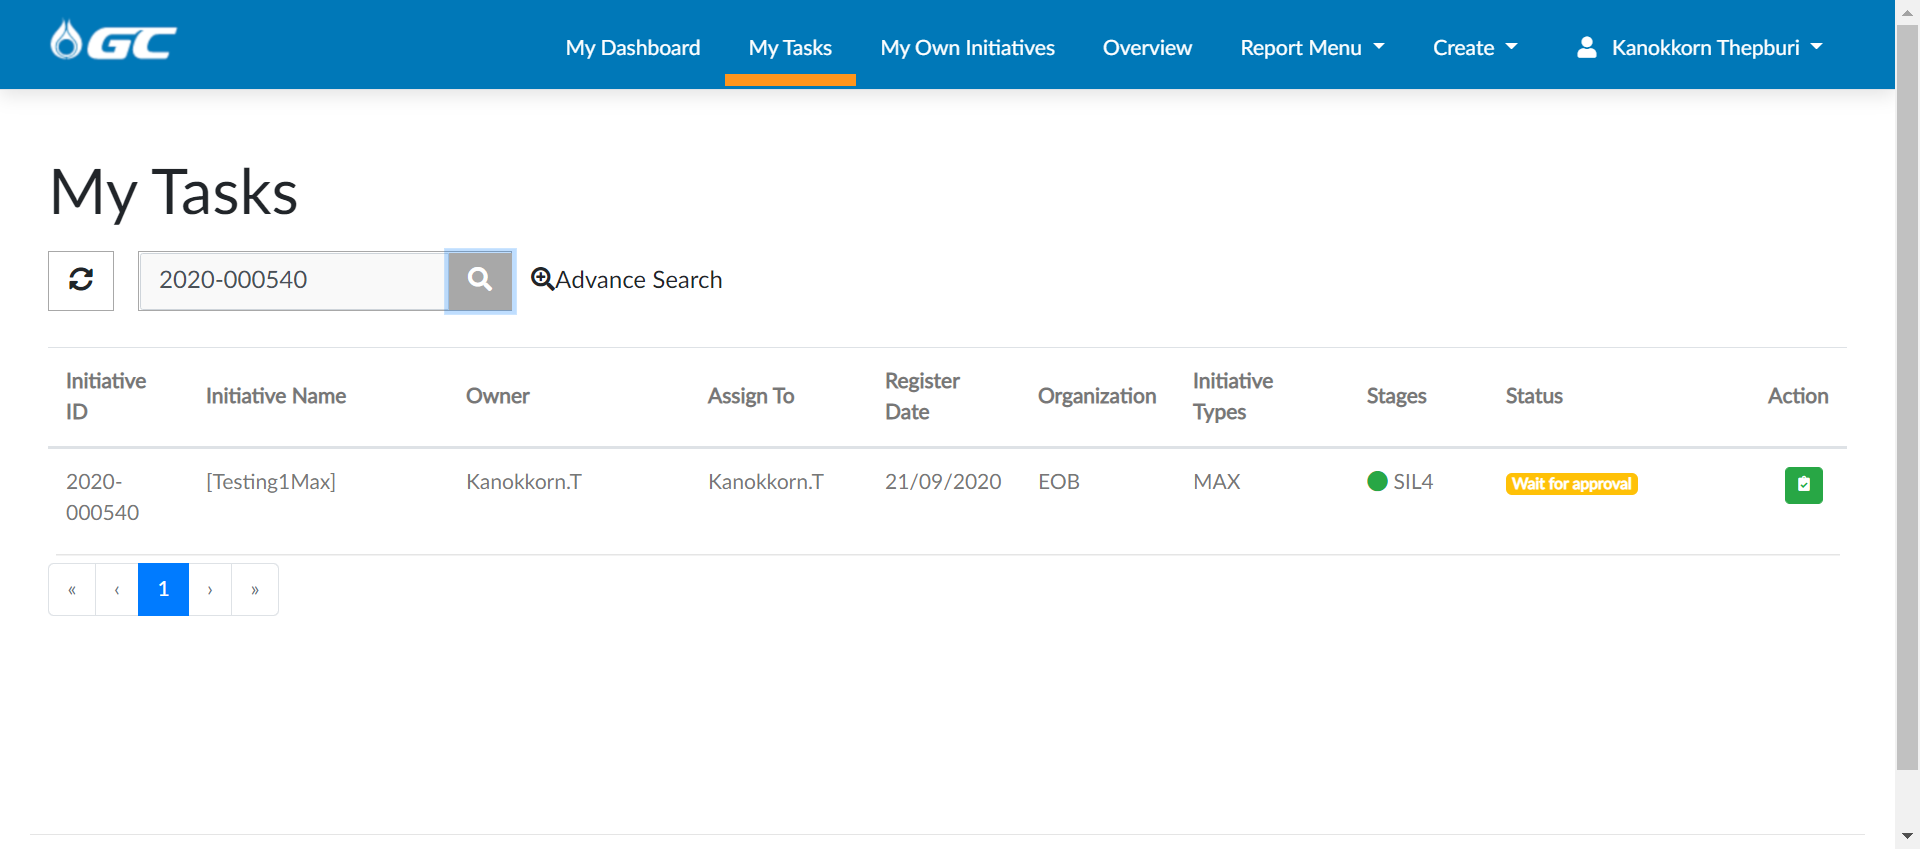 GC
My Dashboard My Tasks My Own Initiatives Overview Report Menu Create Kanokkorn Thepburi
My Tasks
2020-000540 Advance Search
Initiative ID Initiative Name Owner Assign To Register Date Organization Initiative Types Stages Status Action
2020-000540 [Testing1Max] Kanokkorn.T Kanokkorn.T 21/09/2020 EOB MAX SIL4 Wait for approval
« ‹ 1 › »